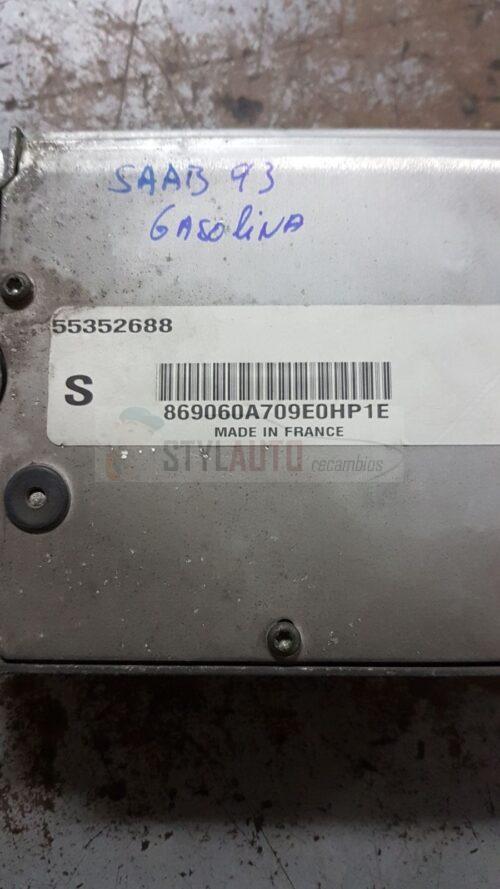 SAAB 93
GASOLINA
55352688
S
869060A709E0HP1E
MADE IN FRANCE
STYLAUTO
recambios